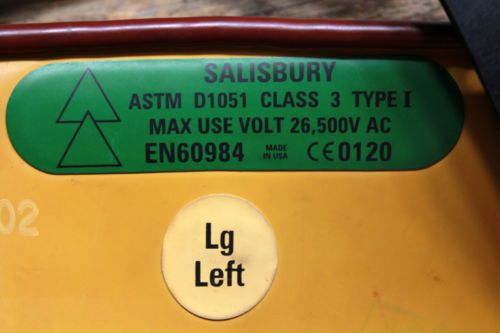 SALISBURY
ASTM D1051 CLASS 3 TYPE I
MAX USE VOLT 26,500V AC
EN60984 MADE IN USA CE0120
02
Lg
Left